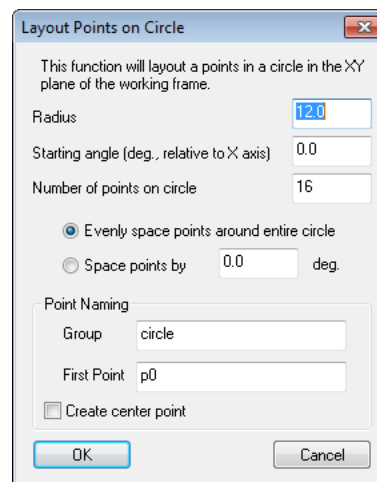 Layout Points on Circle
This function will layout a points in a circle in the XY
plane of the working frame.
Radius 12.0
Starting angle (deg., relative to X axis) 0.0
Number of points on circle 16
Evenly space points around entire circle
Space points by 0.0 deg.
Point Naming
Group circle
First Point p0
Create center point
OK Cancel